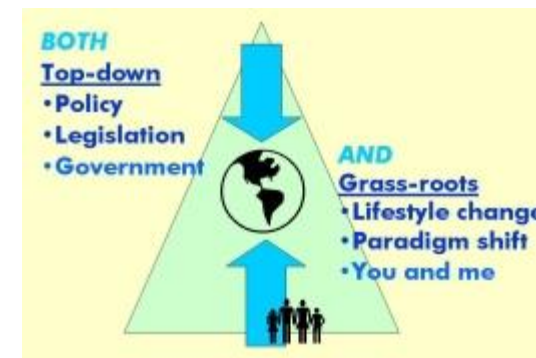 BOTH
Top-down
•Policy
•Legislation
•Government
AND
Grass-roots
•Lifestyle change
•Paradigm shift
•You and me